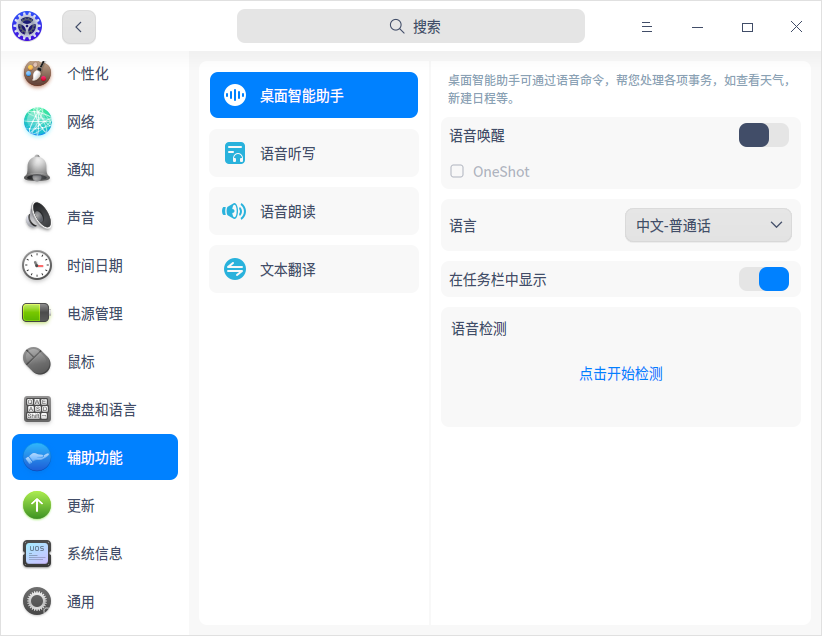 搜索
个性化
网络
通知
声音
时间日期
电源管理
鼠标
键盘和语言
辅助功能
更新
UOS
系统信息
通用
桌面智能助手
语音听写
语音朗读
文本翻译
桌面智能助手可通过语音命令，帮您处理各项事务，如查看天气，
新建日程等。
语音唤醒
OneShot
语言
中文-普通话
在任务栏中显示
语音检测
点击开始检测